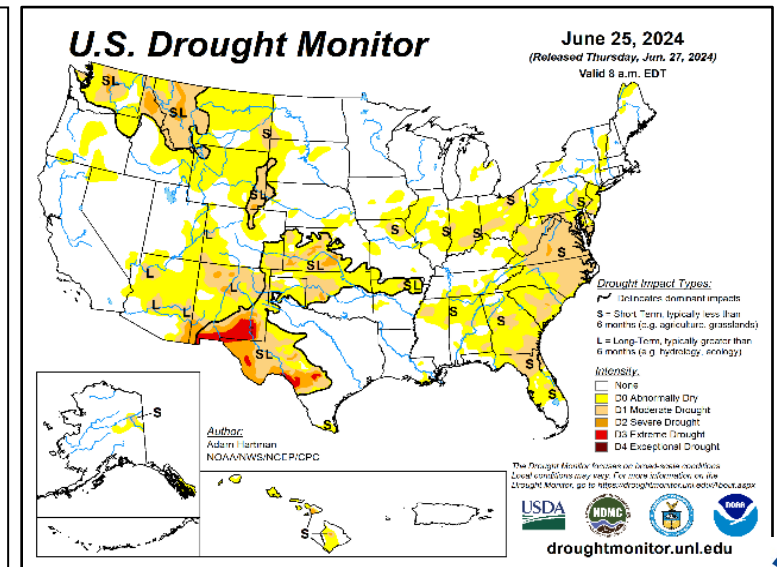 U.S. Drought Monitor
June 25, 2024
(Released Thursday, Jun. 27, 2024)
Valid 8 a.m. EDT
SL
SL
S
SL
L
L
L
L
L
SL
SL
SL
S
S
S
S
S
S
S
S
S
S
S
S
S
S
Drought Impact Types:
Delineates dominant impacts
S = Short-Term, typically less than
6 months (e.g. agriculture, grasslands)
L = Long-Term, typically greater than
6 months (e.g. hydrology, ecology)
Intensity:
None
D0 Abnormally Dry
D1 Moderate Drought
D2 Severe Drought
D3 Extreme Drought
D4 Exceptional Drought
Author:
Adam Hartman
NOAA/NWS/NCEP/CPC
The Drought Monitor focuses on broad-scale conditions.
Local conditions may vary. For more information on the
Drought Monitor, go to https://droughtmonitor.unl.edu/About.aspx
USDA
NDMC
NOAA
droughtmonitor.unl.edu